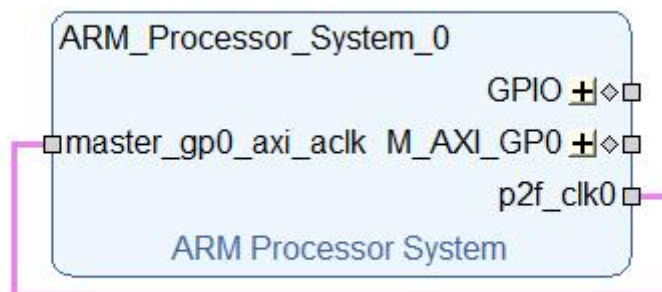 ARM_Processor_System_0
GPIO
master_gp0_axi_aclk M_AXI_GP0
p2f_clk0
ARM Processor System